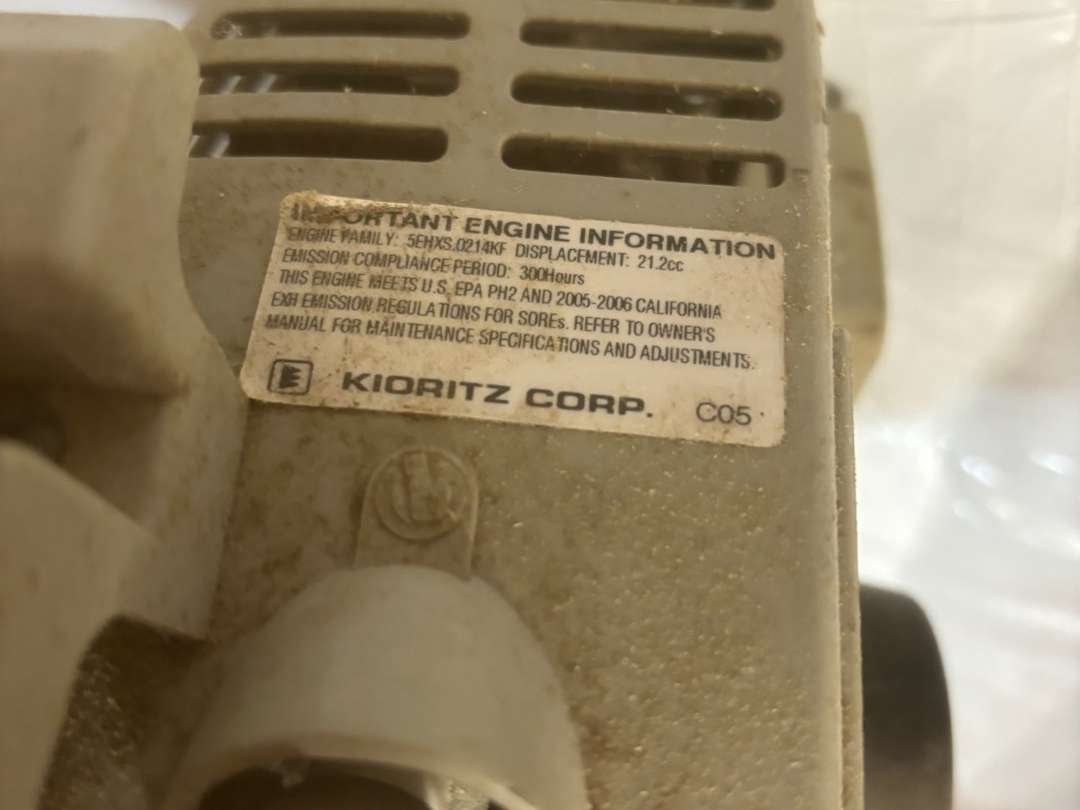 IMPORTANT ENGINE INFORMATION
ENGINE FAMILY: 5EHXS.0214KF DISPLACEMENT: 21.2cc
EMISSION COMPLIANCE PERIOD: 300Hours
THIS ENGINE MEETS U.S. EPA PH2 AND 2005-2006 CALIFORNIA
EXH EMISSION REGULATIONS FOR SOREs. REFER TO OWNER'S
MANUAL FOR MAINTENANCE SPECIFICATIONS AND ADJUSTMENTS.
KIORITZ CORP. C05